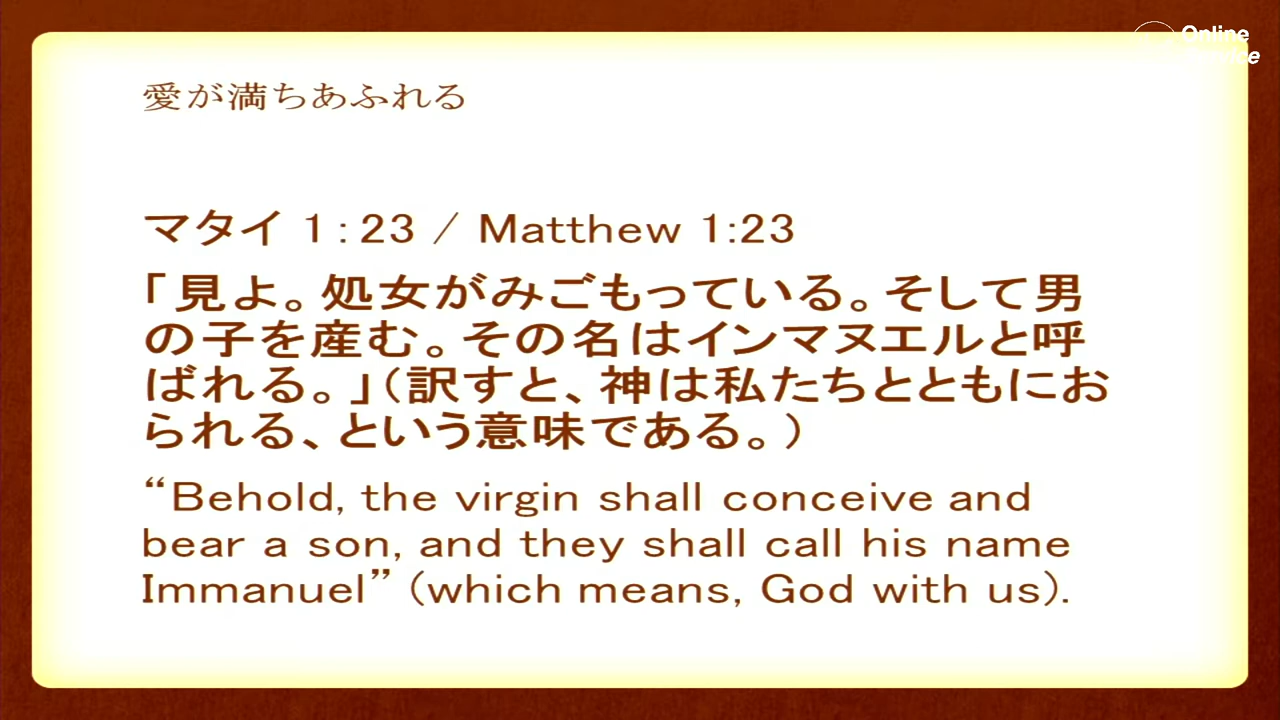 Online
愛が満ちあふれる
マタイ 1：23 / Matthew 1:23
「見よ。処女がみごもっている。そして男
の子を産む。その名はインマヌエルと呼
ばれる。」（訳すと、神は私たちとともにお
られる、という意味である。）
“Behold, the virgin shall conceive and
bear a son, and they shall call his name
Immanuel” (which means, God with us).